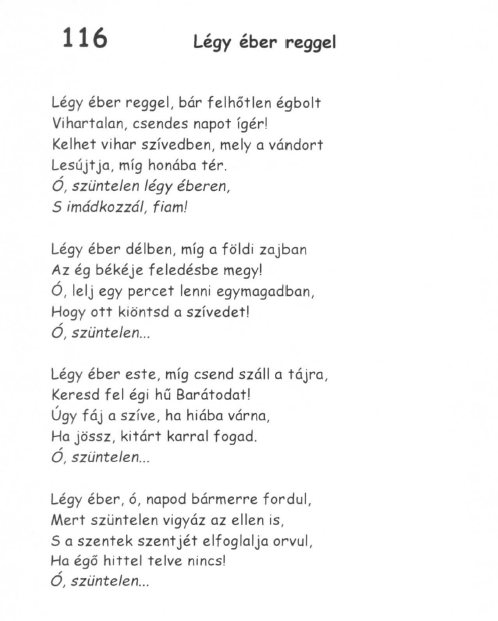 116
Légy éber reggel
Légy éber reggel, bár felhőtlen égbolt
Vihartalan, csendes napot ígér!
Kelhet vihar szívedben, mely a vándort
Lesújtja, míg honába tér.
Ó, szüntelen légy éberen,
S imádkozzál, fiam!
Légy éber délben, míg a földi zajban
Az ég békéje feledésbe megy!
Ó, lelj egy percet lenni egymagadban,
Hogy ott kiöntsd a szívedet!
Ó, szüntelen...
Légy éber este, míg csend száll a tájra,
Keresd fel égi hű Barátodat!
Úgy fáj a szíve, ha hiába várna,
Ha jössz, kitárt karral fogad.
Ó, szüntelen...
Légy éber, ó, napod bármerre fordul,
Mert szüntelen vigyáz az ellen is,
S a szentek szentjét elfoglalja orvul,
Ha égő hittel telve nincs!
Ó, szüntelen...